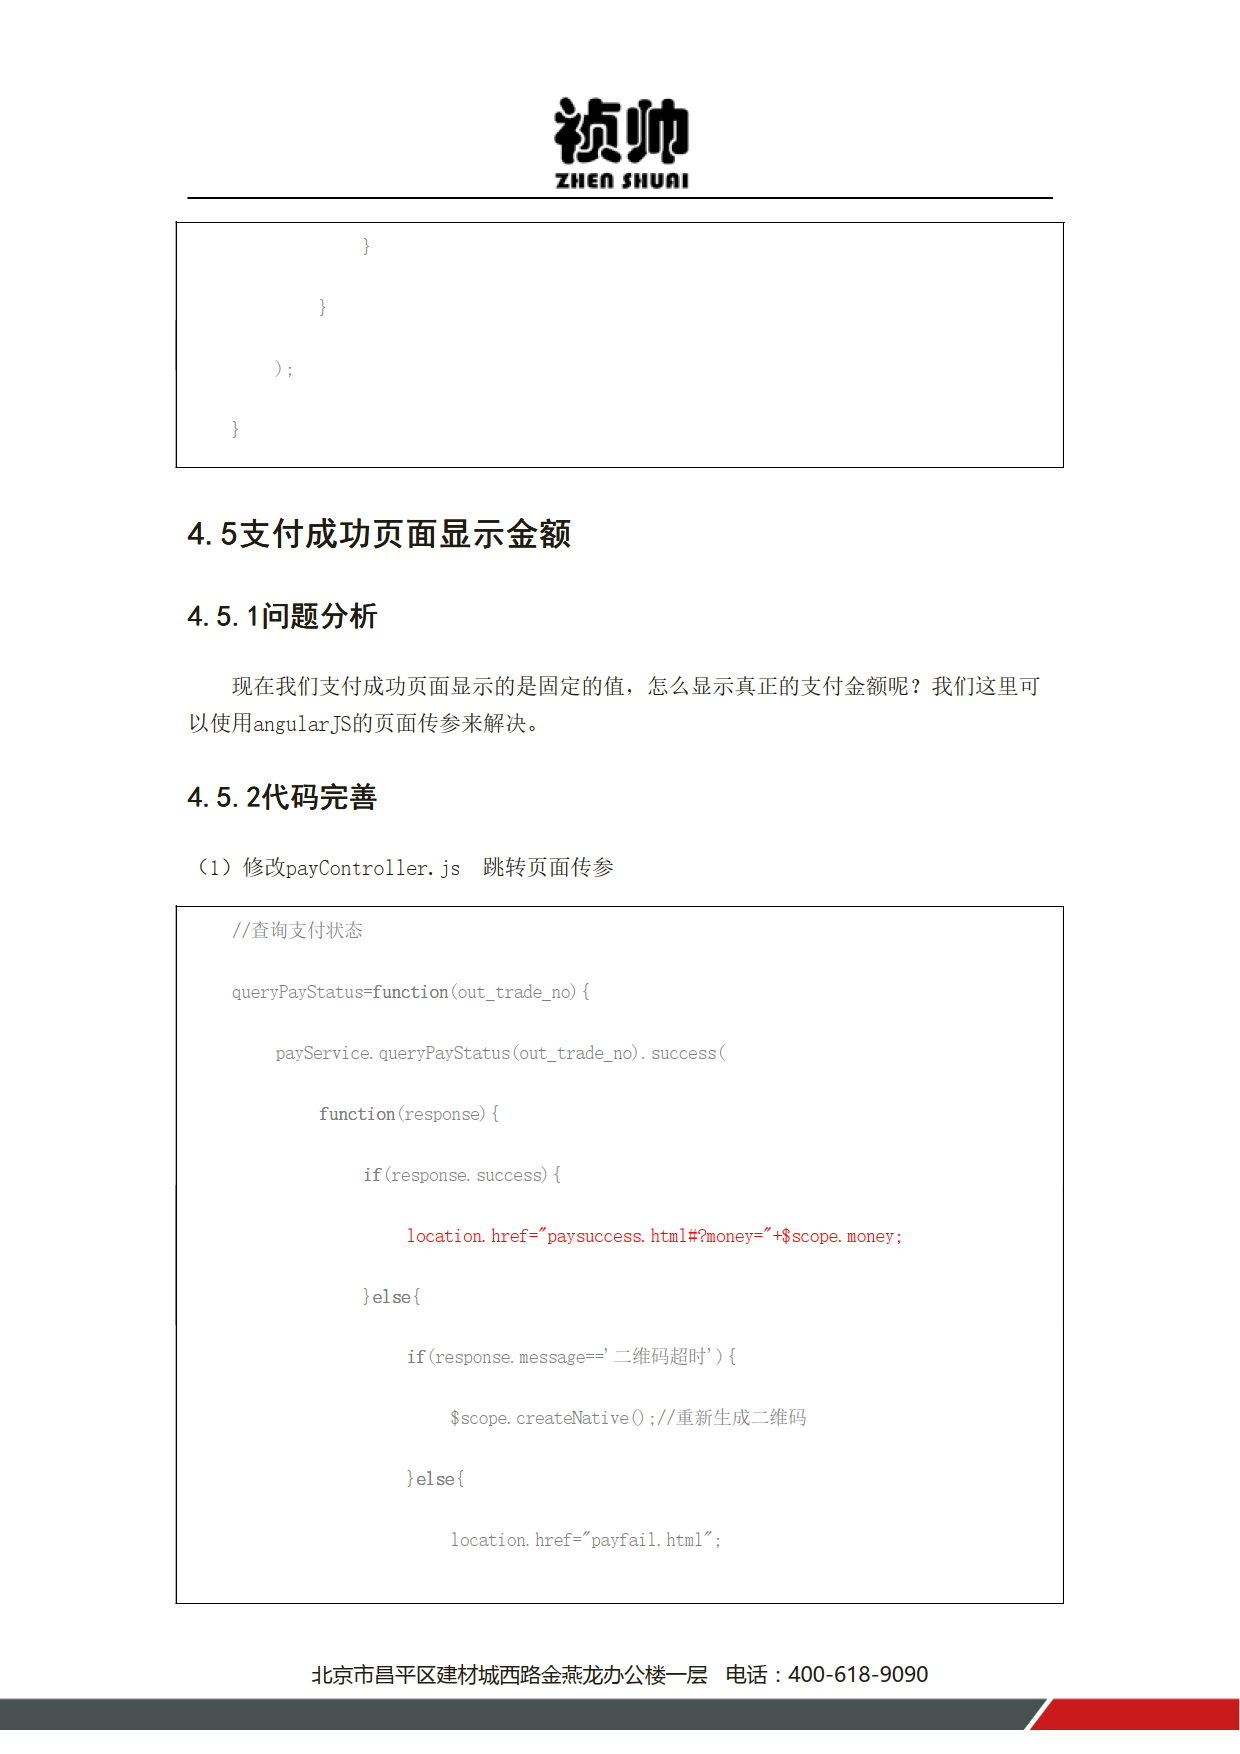 祯帅
ZHEN SHUAI
}
}
);
}
4.5支付成功页面显示金额
4.5.1问题分析
现在我们支付成功页面显示的是固定的值，怎么显示真正的支付金额呢？我们这里可
以使用angularJS的页面传参来解决。
4.5.2代码完善
（1）修改payController.js  跳转页面传参
//查询支付状态
queryPayStatus=function(out_trade_no){
payService.queryPayStatus(out_trade_no).success(
function(response){
if(response.success){
location.href="paysuccess.html#?money="+$scope.money;
}else{
if(response.message=='二维码超时'){
$scope.createNative();//重新生成二维码
}else{
location.href="payfail.html";
北京市昌平区建材城西路金燕龙办公楼一层  电话：400-618-9090